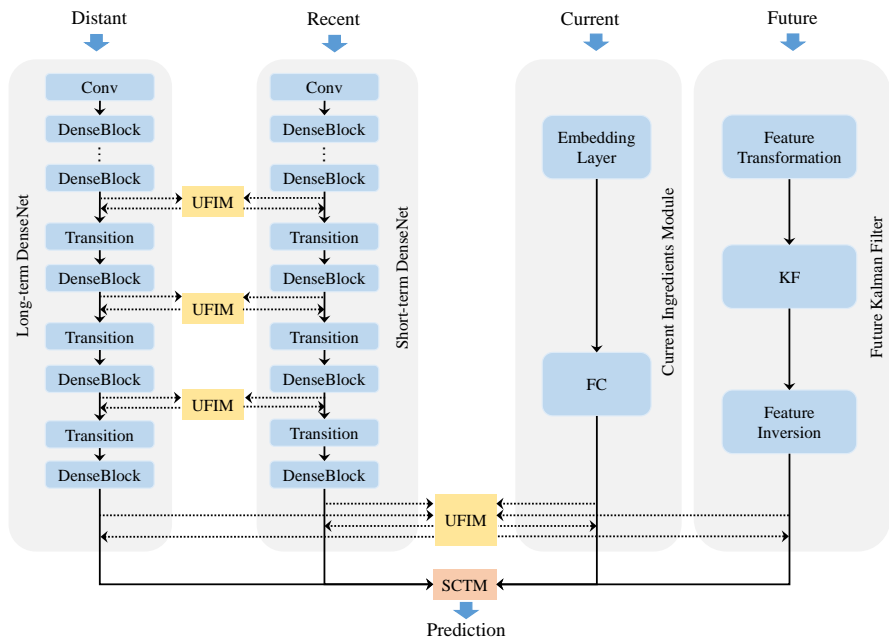 Distant
Recent
Current
Future
Conv
DenseBlock
DenseBlock
Transition
DenseBlock
Transition
DenseBlock
Transition
DenseBlock
Long-term DenseNet
UFIM
UFIM
UFIM
Conv
DenseBlock
DenseBlock
Transition
DenseBlock
Transition
DenseBlock
Transition
DenseBlock
Short-term DenseNet
Embedding
Layer
FC
Current Ingredients Module
Feature
Transformation
KF
Feature
Inversion
Future Kalman Filter
UFIM
SCTM
Prediction